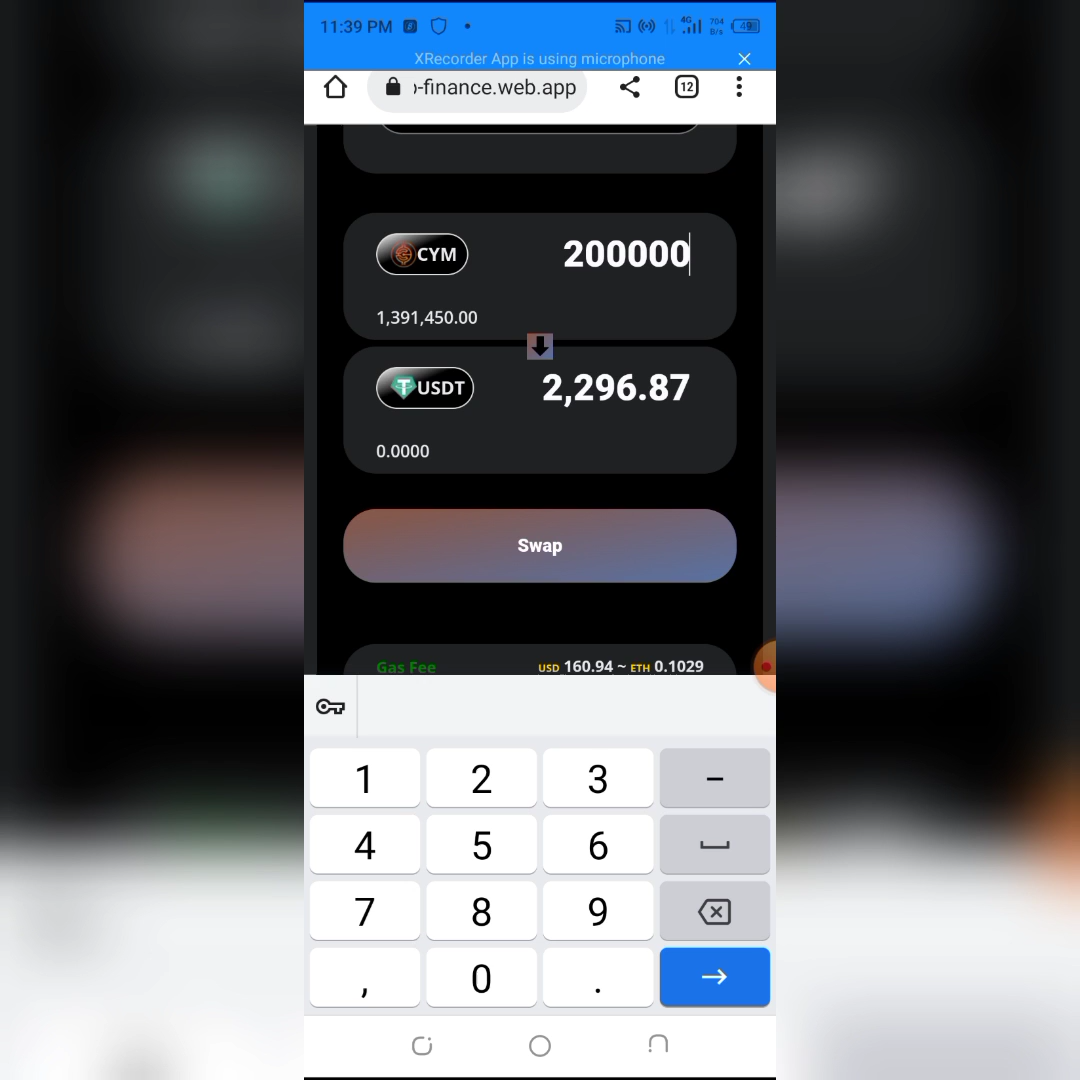 11:39 PM
4G
704
B/s
XRecorder App is using microphone
-finance.web.app
12
CYM
200000
1,391,450.00
USDT
2,296.87
0.0000
Swap
Gas Fee
USD 160.94 ~ ETH 0.1029
1 2 3 −
4 5 6
7 8 9
, 0 .